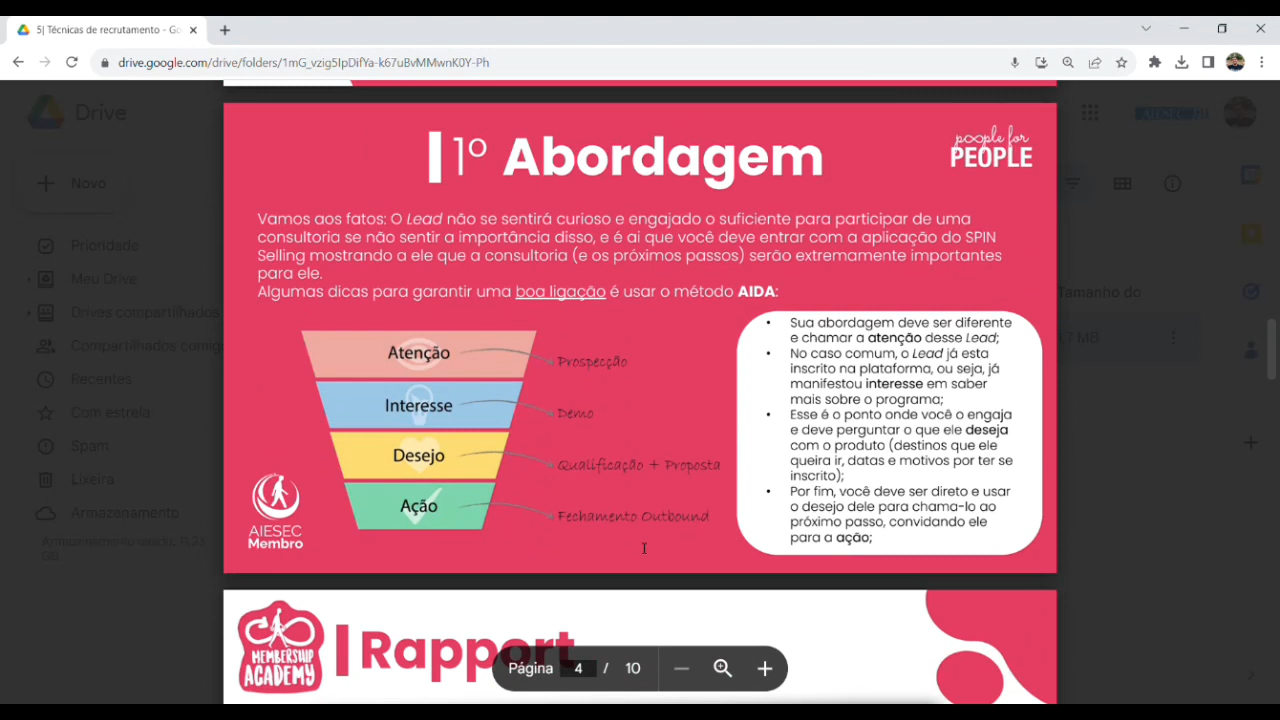 5| Técnicas de recrutamento - Go
drive.google.com/drive/folders/1mG_vzig5IpDifYa-k67uBvMMwnK0Y-Ph
Drive
Novo
Prioridade
Meu Drive
Drives compartilhados
Compartilhados comig
Recentes
Com estrela
Spam
Lixeira
Armazenamento
GB
Tamanho do
1º Abordagem
people for
PEOPLE
Vamos aos fatos: O Lead não se sentirá curioso e engajado o suficiente para participar de uma
consultoria se não sentir a importância disso, e é ai que você deve entrar com a aplicação do SPIN
Selling mostrando a ele que a consultoria (e os próximos passos) serão extremamente importantes
para ele.
Algumas dicas para garantir uma boa ligação é usar o método AIDA:
Atenção
Prospecção
Interesse
Demo
Desejo
Qualificação + Proposta
Ação
Fechamento Outbound
• Sua abordagem deve ser diferente
e chamar a atenção desse Lead;
• No caso comum, o Lead já esta
inscrito na plataforma, ou seja, já
manifestou interesse em saber
mais sobre o programa;
• Esse é o ponto onde você o engaja
e deve perguntar o que ele deseja
com o produto (destinos que ele
queira ir, datas e motivos por ter se
inscrito);
• Por fim, você deve ser direto e usar
o desejo dele para chama-lo ao
próximo passo, convidando ele
para a ação;
AIESEC
Membro
MEMBERSHIP
ACADEMY
Rapport
Página 4 / 10